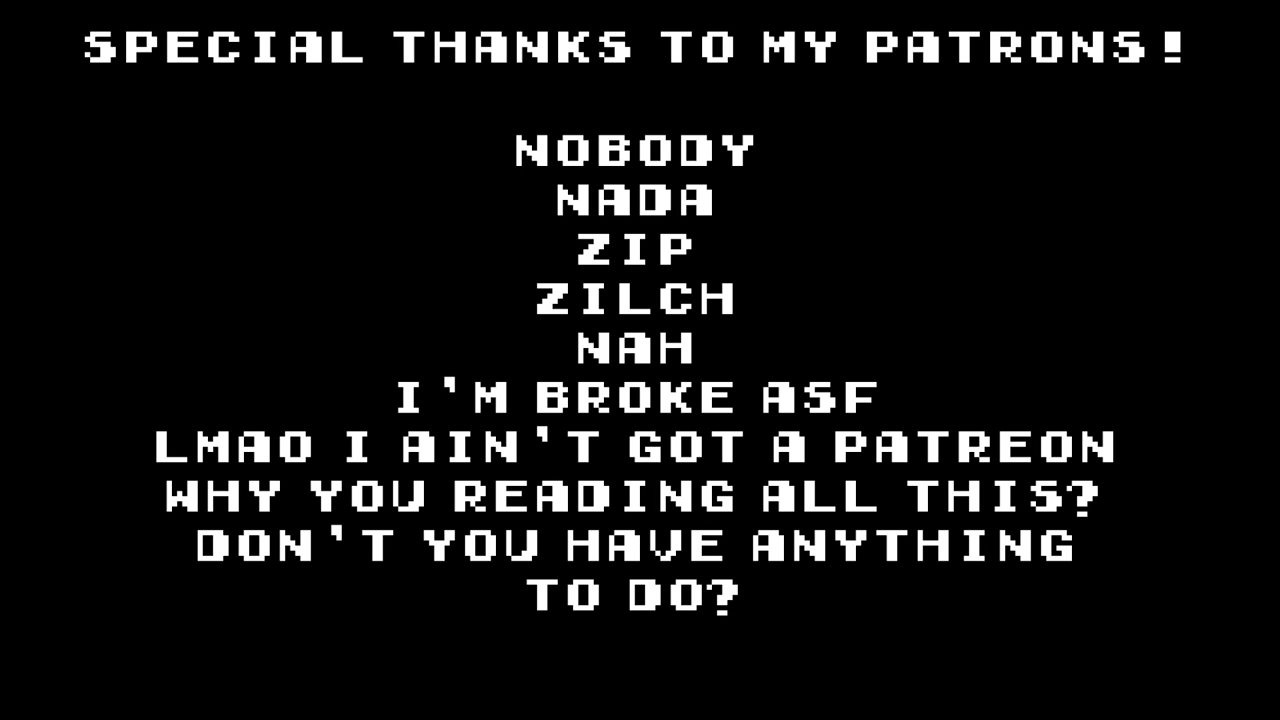 SPECIAL THANKS TO MY PATRONS!
NOBODY
NADA
ZIP
ZILCH
NAH
I'M BROKE ASF
LMAO I AIN'T GOT A PATREON
WHY YOU READING ALL THIS?
DON'T YOU HAVE ANYTHING
TO DO?